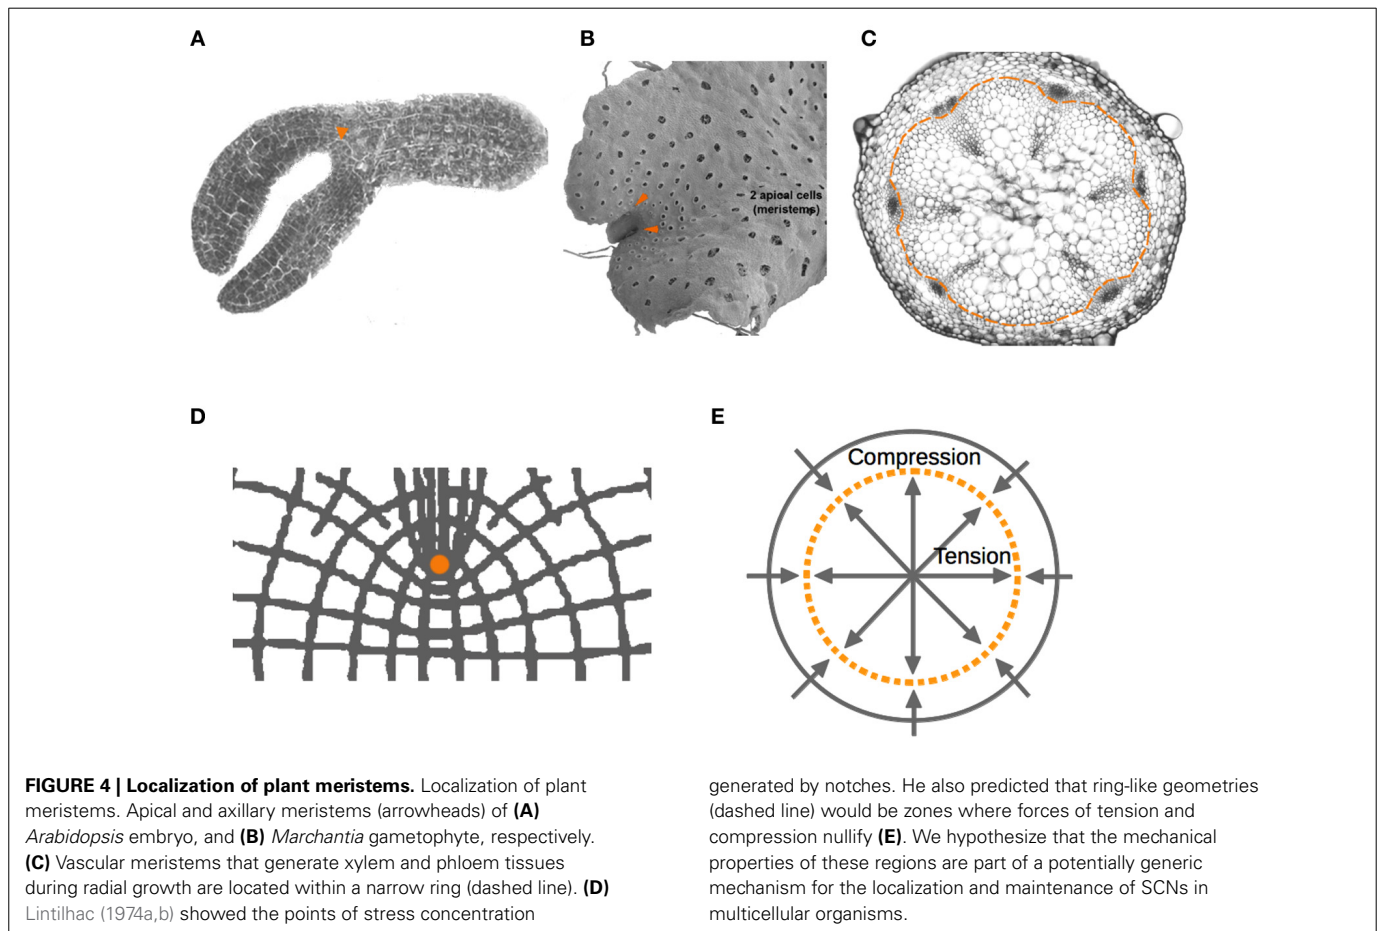 A
B
C
2 apical cells
(meristems)
D
E
Compression
Tension
FIGURE 4 | Localization of plant meristems. Localization of plant
meristems. Apical and axillary meristems (arrowheads) of (A)
Arabidopsis embryo, and (B) Marchantia gametophyte, respectively.
(C) Vascular meristems that generate xylem and phloem tissues
during radial growth are located within a narrow ring (dashed line). (D)
Lintilhac (1974a,b) showed the points of stress concentration
generated by notches. He also predicted that ring-like geometries
(dashed line) would be zones where forces of tension and
compression nullify (E). We hypothesize that the mechanical
properties of these regions are part of a potentially generic
mechanism for the localization and maintenance of SCNs in
multicellular organisms.